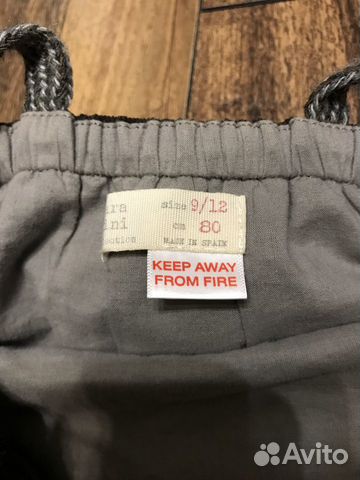 size 9/12
cm 80
MADE IN SPAIN
KEEP AWAY
FROM FIRE
Avito